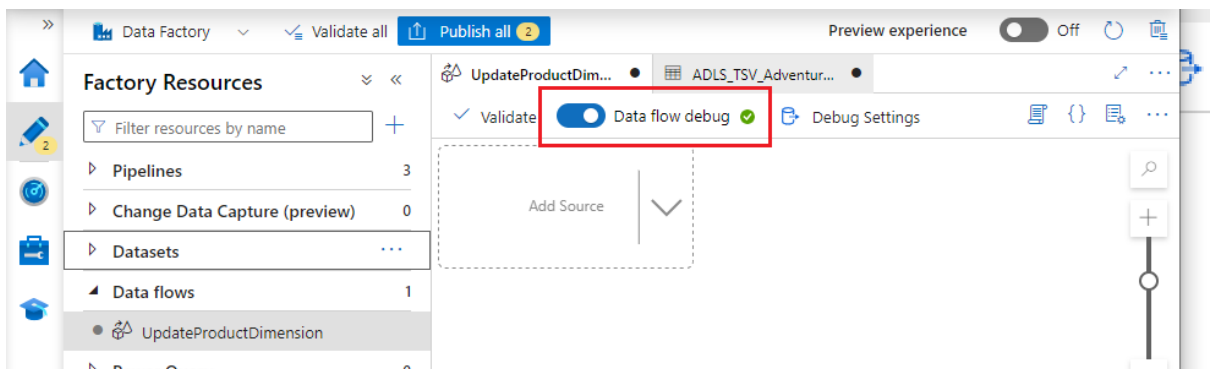 »
Data Factory
Validate all
Publish all 2
Preview experience
Off
Factory Resources
«
UpdateProductDim...
ADLS_TSV_Adventur...
...
Filter resources by name
+
Validate
Data flow debug
Debug Settings
{}
...
2
Pipelines 3
Change Data Capture (preview) 0
Datasets ...
Data flows 1
UpdateProductDimension
Add Source
+